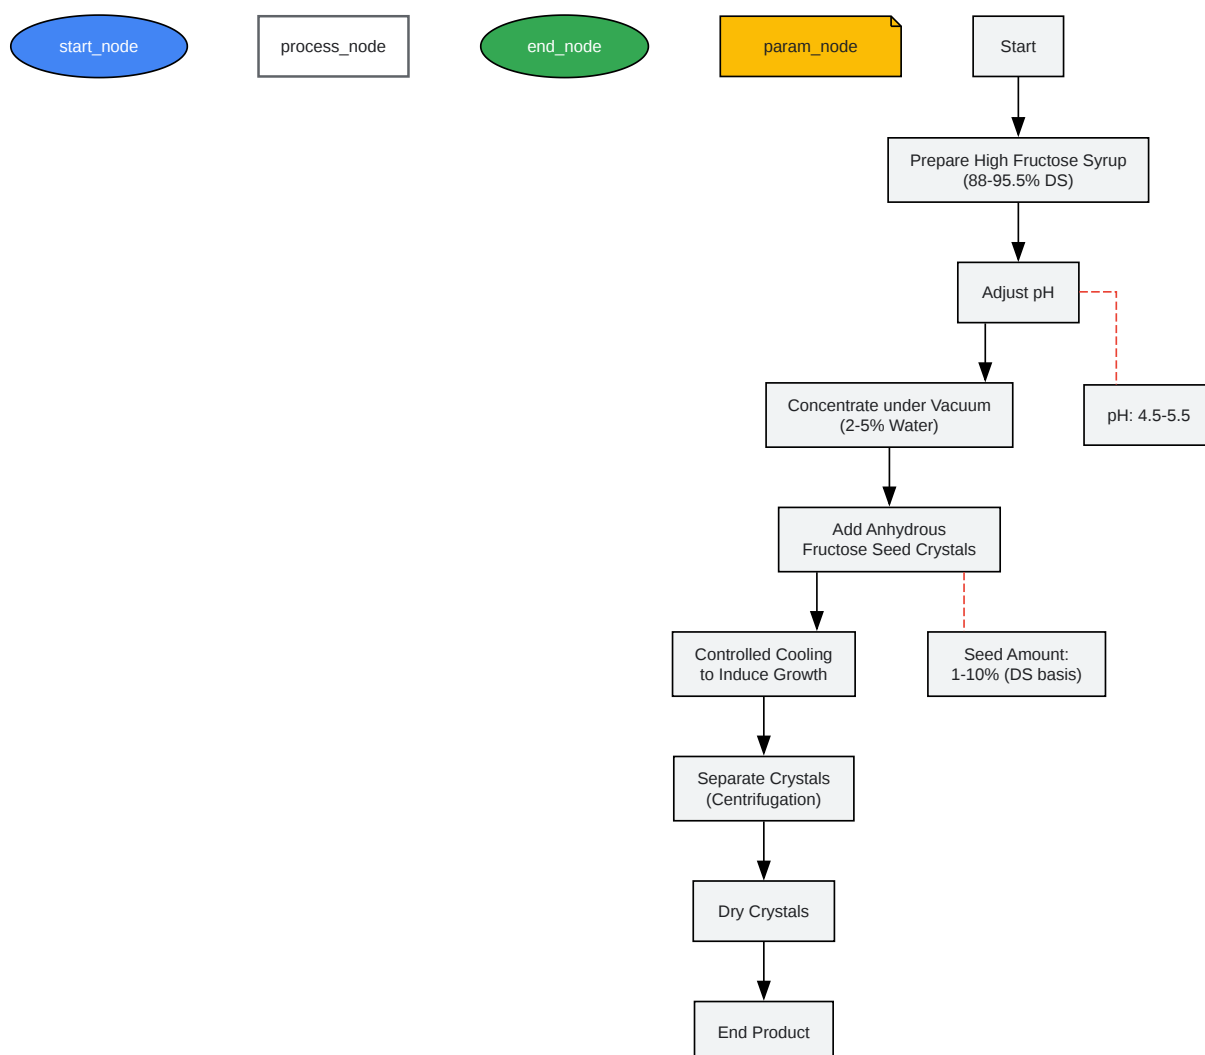 start_node
process_node
end_node
param_node
Start
Prepare High Fructose Syrup
(88-95.5% DS)
Adjust pH
Concentrate under Vacuum
(2-5% Water)
pH: 4.5-5.5
Add Anhydrous
Fructose Seed Crystals
Controlled Cooling
to Induce Growth
Seed Amount:
1-10% (DS basis)
Separate Crystals
(Centrifugation)
Dry Crystals
End Product